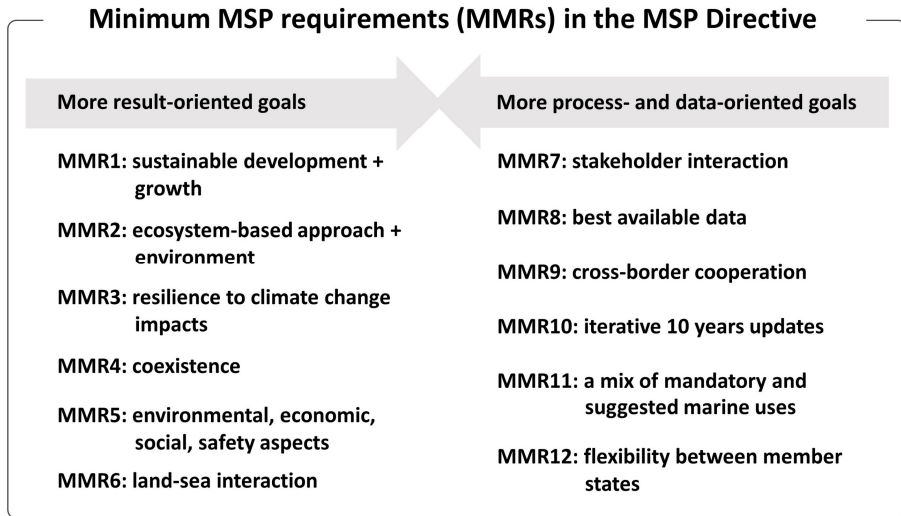 Minimum MSP requirements (MMRs) in the MSP Directive
More result-oriented goals
MMR1: sustainable development +
growth
MMR2: ecosystem-based approach +
environment
MMR3: resilience to climate change
impacts
MMR4: coexistence
MMR5: environmental, economic,
social, safety aspects
MMR6: land-sea interaction
More process- and data-oriented goals
MMR7: stakeholder interaction
MMR8: best available data
MMR9: cross-border cooperation
MMR10: iterative 10 years updates
MMR11: a mix of mandatory and
suggested marine uses
MMR12: flexibility between member
states